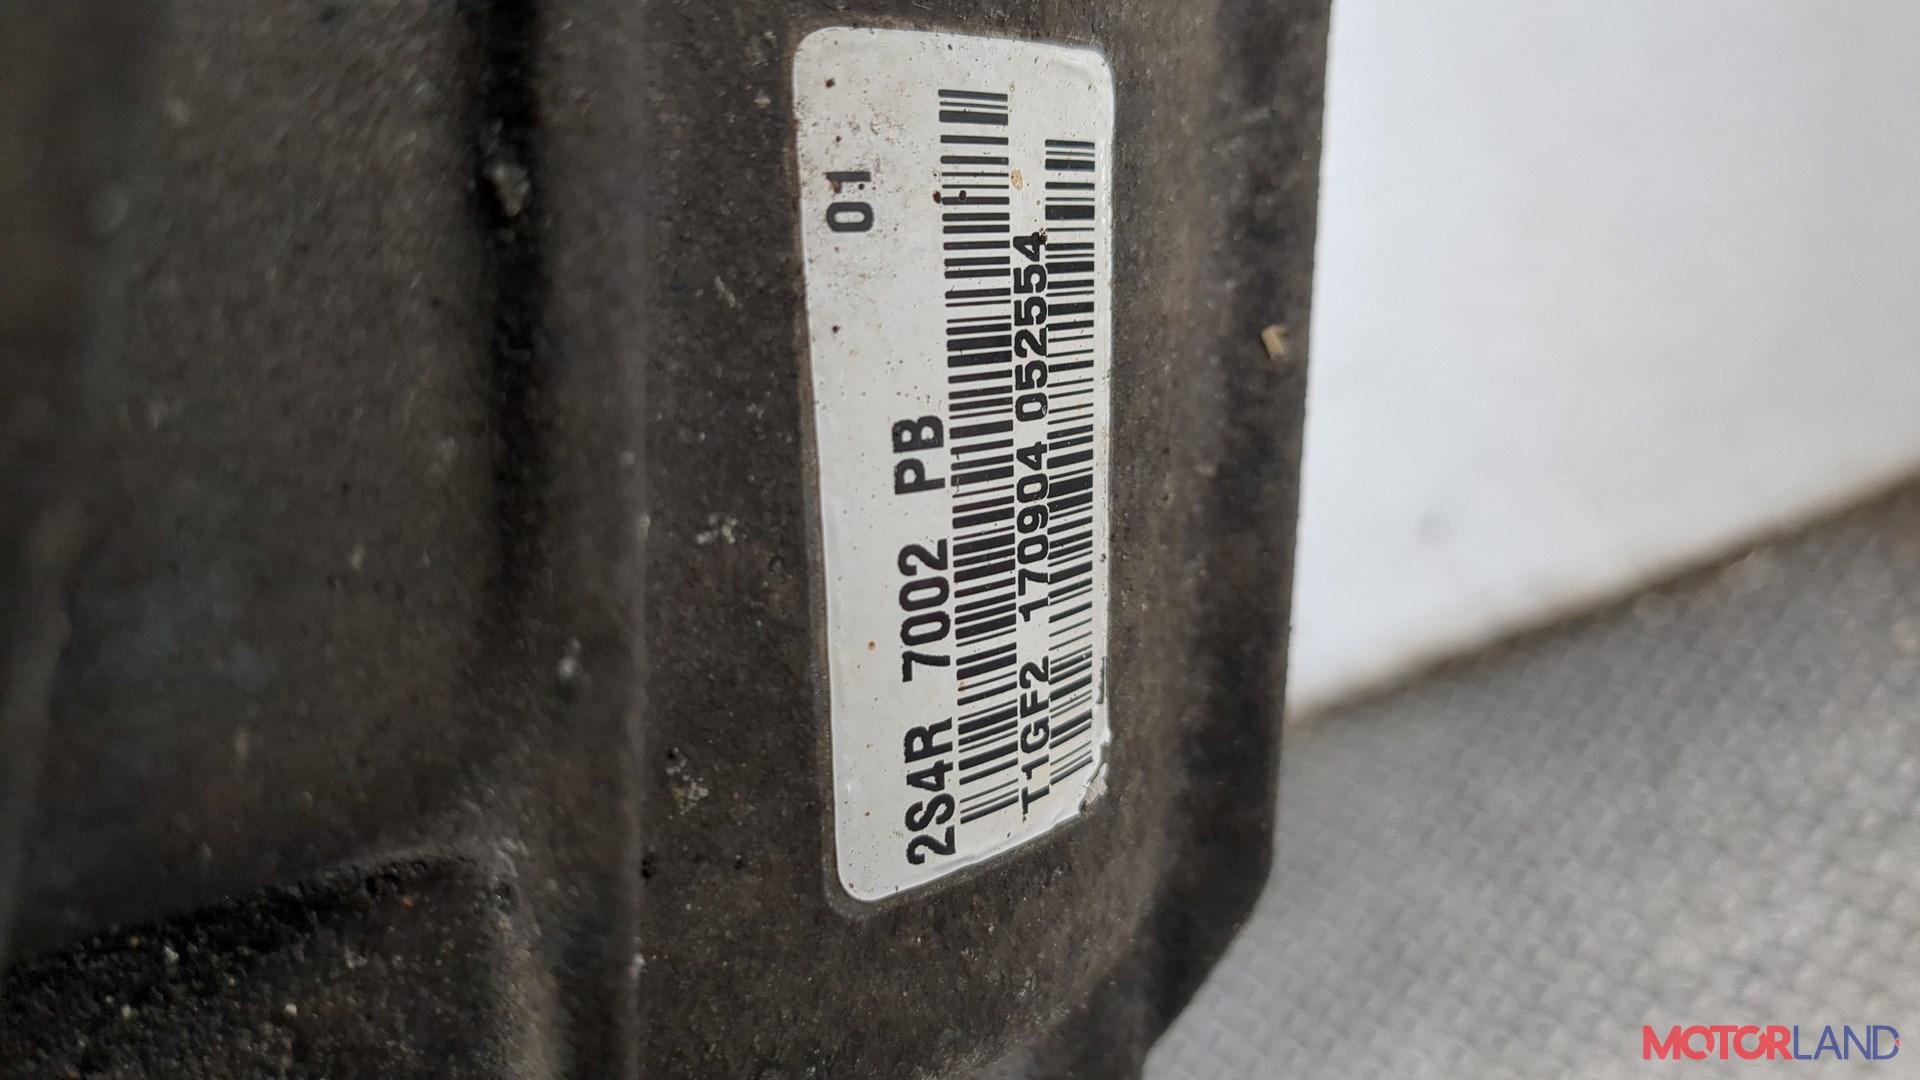 01
2S4R 7002 PB
T1GF2 170904 052554
MOTORLAND